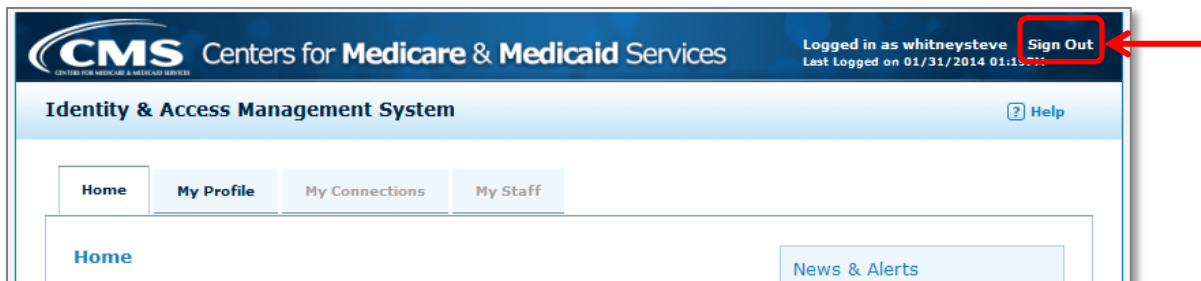 CMS Centers for Medicare & Medicaid Services
CENTERS FOR MEDICARE & MEDICAID SERVICES
Logged in as whitneysteve Sign Out
Last Logged on 01/31/2014
Identity & Access Management System
? Help
Home My Profile My Connections My Staff
Home
News & Alerts